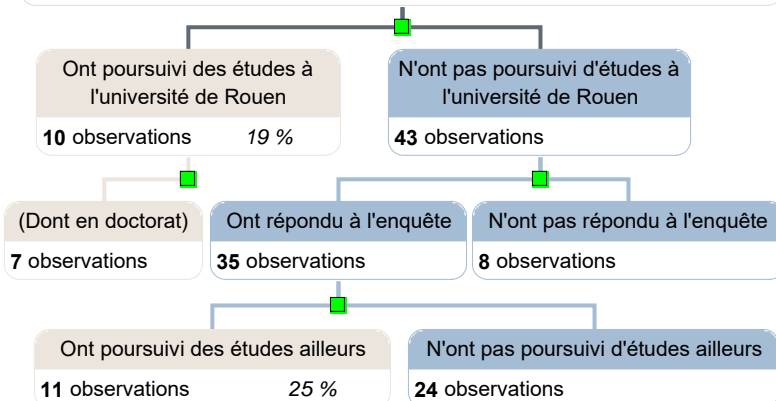 Ont poursuivi des études à
l'université de Rouen
10 observations 19 %
N'ont pas poursuivi d'études à
l'université de Rouen
43 observations
(Dont en doctorat)
7 observations
Ont répondu à l'enquête
35 observations
N'ont pas répondu à l'enquête
8 observations
Ont poursuivi des études ailleurs
11 observations 25 %
N'ont pas poursuivi d'études ailleurs
24 observations